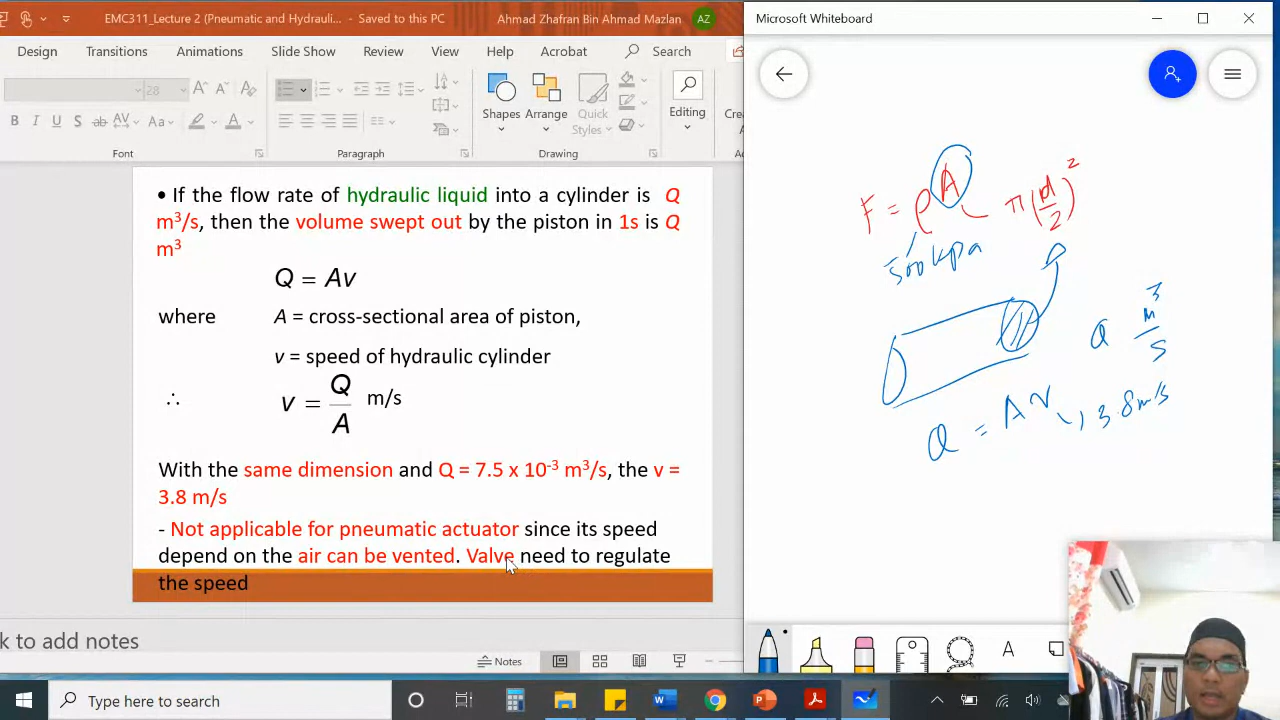 EMC311_Lecture 2 (Pneumatic and Hydrauli... - Saved to this PC
Ahmad Zhafran Bin Ahmad Mazlan
AZ
Microsoft Whiteboard
Design Transitions Animations Slide Show Review View Help Acrobat Search
28
Shapes Arrange Quick Styles Editing
Font Paragraph Drawing
• If the flow rate of hydraulic liquid into a cylinder is Q
m³/s, then the volume swept out by the piston in 1s is Q
m³
Q = Av
where A = cross-sectional area of piston,
v = speed of hydraulic cylinder
∴ v = Q/A m/s
With the same dimension and Q = 7.5 x 10⁻³ m³/s, the v =
3.8 m/s
- Not applicable for pneumatic actuator since its speed
depend on the air can be vented. Valve need to regulate
the speed
k to add notes
Notes
Type here to search
F = PA
π(d/2)²
500 kpa
Q m³/s
Q = Av
3.8 m/s
A